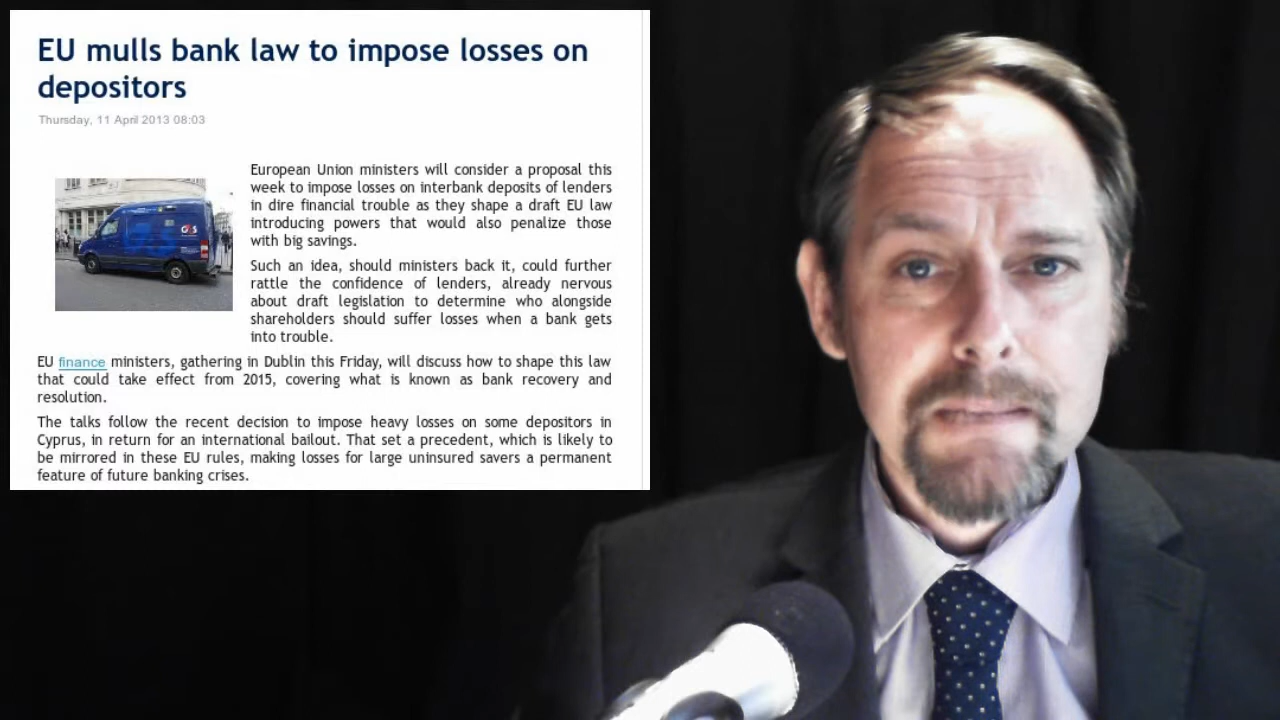 EU mulls bank law to impose losses on
depositors
Thursday, 11 April 2013 08:03
G4S
European Union ministers will consider a proposal this
week to impose losses on interbank deposits of lenders
in dire financial trouble as they shape a draft EU law
introducing powers that would also penalize those
with big savings.
Such an idea, should ministers back it, could further
rattle the confidence of lenders, already nervous
about draft legislation to determine who alongside
shareholders should suffer losses when a bank gets
into trouble.
EU finance ministers, gathering in Dublin this Friday, will discuss how to shape this law
that could take effect from 2015, covering what is known as bank recovery and
resolution.
The talks follow the recent decision to impose heavy losses on some depositors in
Cyprus, in return for an international bailout. That set a precedent, which is likely to
be mirrored in these EU rules, making losses for large uninsured savers a permanent
feature of future banking crises.